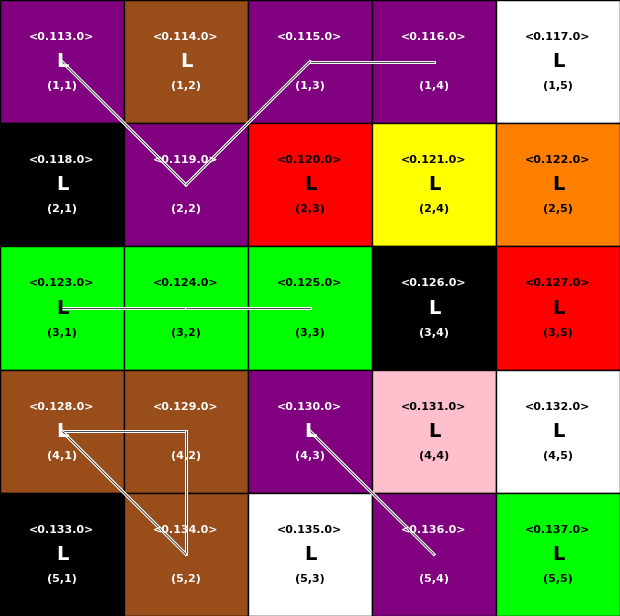 <0.113.0> <0.114.0> <0.115.0> <0.116.0> <0.117.0>
L L L
(1,1) (1,2) (1,3) (1,4) (1,5)
<0.118.0> <0.119.0> <0.120.0> <0.121.0> <0.122.0>
L L L L
(2,1) (2,2) (2,3) (2,4) (2,5)
<0.123.0> <0.124.0> <0.125.0> <0.126.0> <0.127.0>
L L L
(3,1) (3,2) (3,3) (3,4) (3,5)
<0.128.0> <0.129.0> <0.130.0> <0.131.0> <0.132.0>
L L L L
(4,1) (4,2) (4,3) (4,4) (4,5)
<0.133.0> <0.134.0> <0.135.0> <0.136.0> <0.137.0>
L L L
(5,1) (5,2) (5,3) (5,4) (5,5)